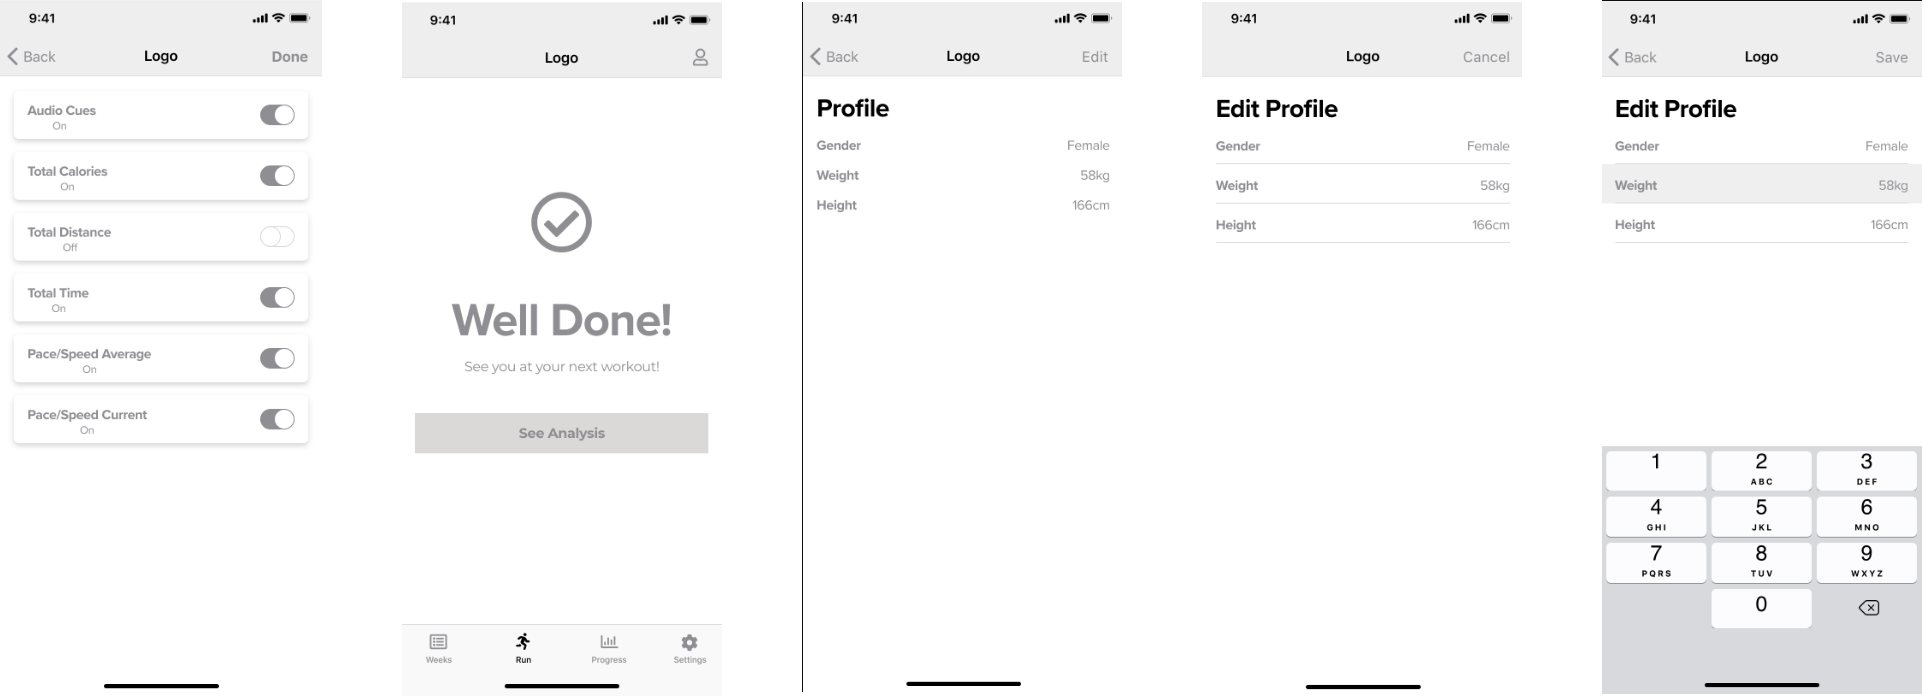 9:41
Back Logo Done
Audio Cues
On
Total Calories
On
Total Distance
Off
Total Time
On
Pace/Speed Average
On
Pace/Speed Current
On
9:41
Logo
Well Done!
See you at your next workout!
See Analysis
Weeks Run Progress Settings
9:41
Back Logo Edit
Profile
Gender Female
Weight 58kg
Height 166cm
9:41
Logo Cancel
Edit Profile
Gender Female
Weight 58kg
Height 166cm
9:41
Back Logo Save
Edit Profile
Gender Female
Weight 58kg
Height 166cm
1 2 3
ABC DEF
4 5 6
GHI JKL MNO
7 8 9
PQRS TUV WXYZ
0